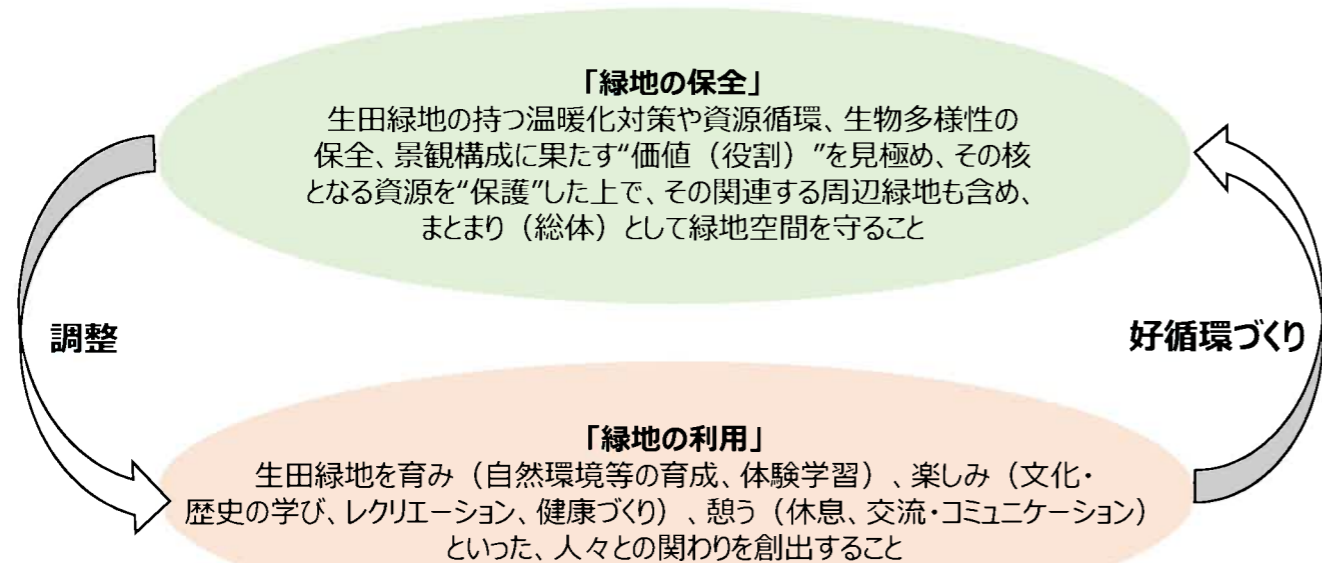 「緑地の保全」
生田緑地の持つ温暖化対策や資源循環、生物多様性の
保全、景観構成に果たす“価値（役割）”を見極め、その核
となる資源を“保護”した上で、その関連する周辺緑地も含め、
まとまり（総体）として緑地空間を守ること
調整
好循環づくり
「緑地の利用」
生田緑地を育み（自然環境等の育成、体験学習）、楽しみ（文化・
歴史の学び、レクリエーション、健康づくり）、憩う（休息、交流・コミュニケーション）
といった、人々との関わりを創出すること